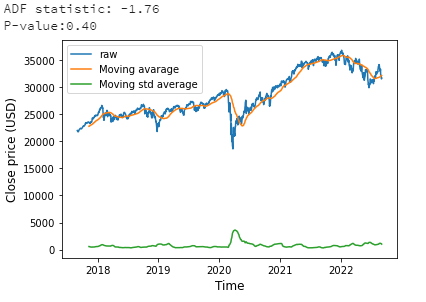 ADF statistic: -1.76
P-value:0.40
raw
Moving avarage
Moving std average
35000
30000
25000
20000
15000
10000
5000
0
Close price (USD)
2018 2019 2020 2021 2022
Time